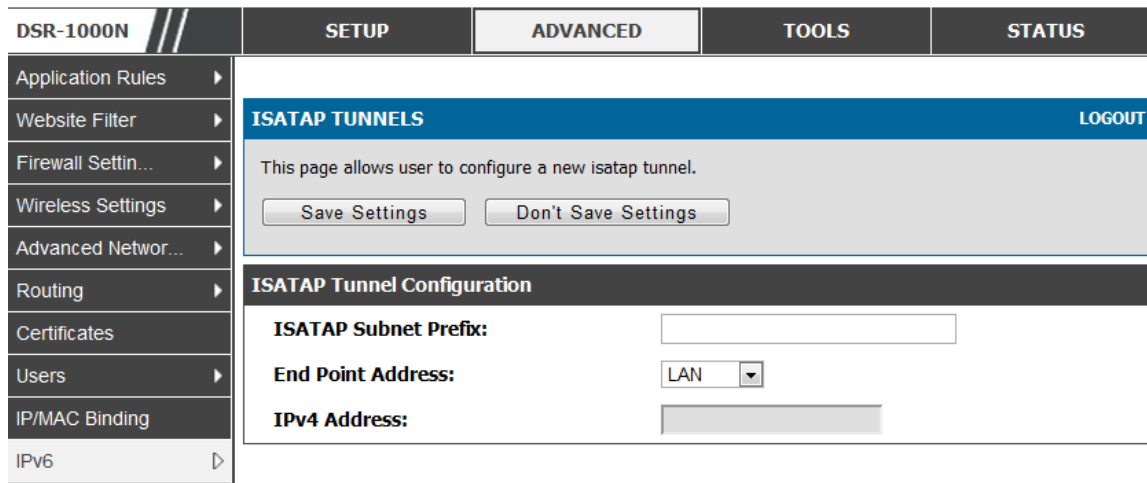 DSR-1000N
SETUP
ADVANCED
TOOLS
STATUS
Application Rules
Website Filter
Firewall Settin...
Wireless Settings
Advanced Networ...
Routing
Certificates
Users
IP/MAC Binding
IPv6
ISATAP TUNNELS
LOGOUT
This page allows user to configure a new isatap tunnel.
Save Settings
Don't Save Settings
ISATAP Tunnel Configuration
ISATAP Subnet Prefix:
End Point Address:
LAN
IPv4 Address: